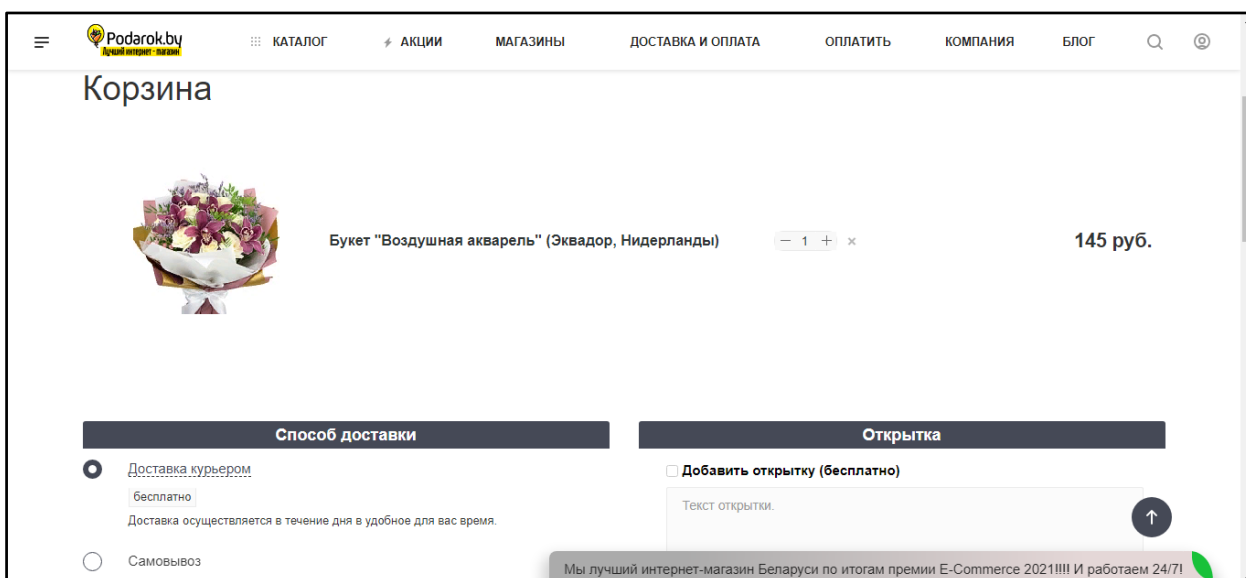 Podarok.by
Лучший интернет - магазин
КАТАЛОГ
АКЦИИ
МАГАЗИНЫ
ДОСТАВКА И ОПЛАТА
ОПЛАТИТЬ
КОМПАНИЯ
БЛОГ
Корзина
Букет "Воздушная акварель" (Эквадор, Нидерланды)
− 1 + ×
145 руб.
Способ доставки
Доставка курьером
бесплатно
Доставка осуществляется в течение дня в удобное для вас время.
Самовывоз
Открытка
Добавить открытку (бесплатно)
Текст открытки.
Мы лучший интернет-магазин Беларуси по итогам премии E-Commerce 2021!!!! И работаем 24/7!